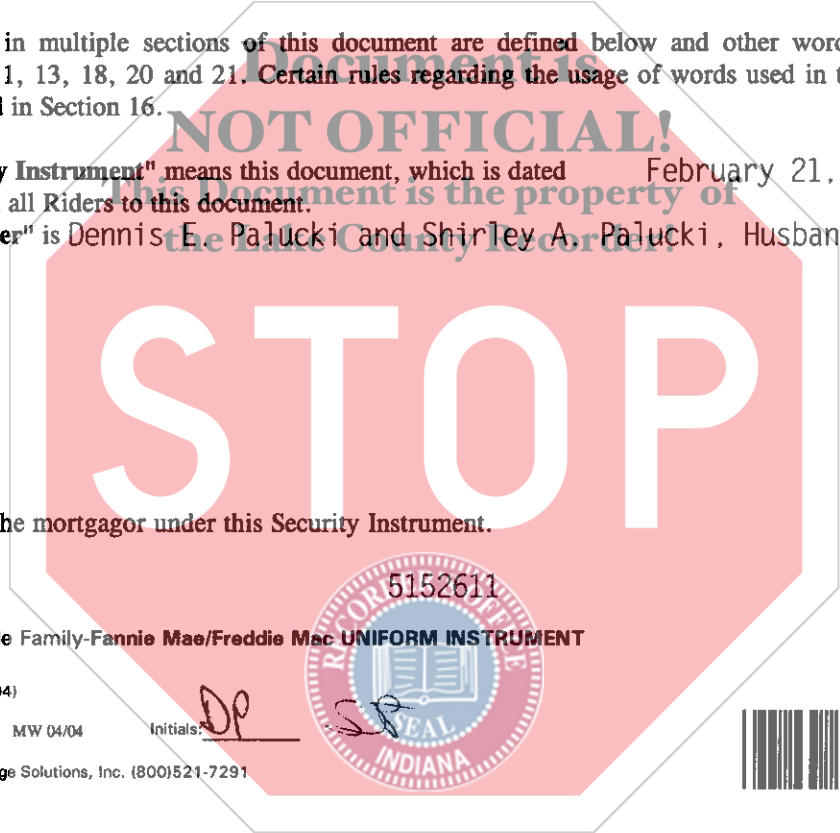 in multiple sections of this document are defined below and other wor
1, 13, 18, 20 and 21. Certain rules regarding the usage of words used in
in Section 16.
Document is
NOT OFFICIAL!
This Document is the property of
the Lake County Recorder!
Instrument" means this document, which is dated February 21,
all Riders to this document.
er" is Dennis E. Palucki and Shirley A. Palucki, Husban
STOP
he mortgagor under this Security Instrument.
5152611
e Family-Fannie Mae/Freddie Mac UNIFORM INSTRUMENT
MW 04/04 Initials: DP SP
ge Solutions, Inc. (800)521-7291
RECORDER'S OFFICE
SEAL
INDIANA